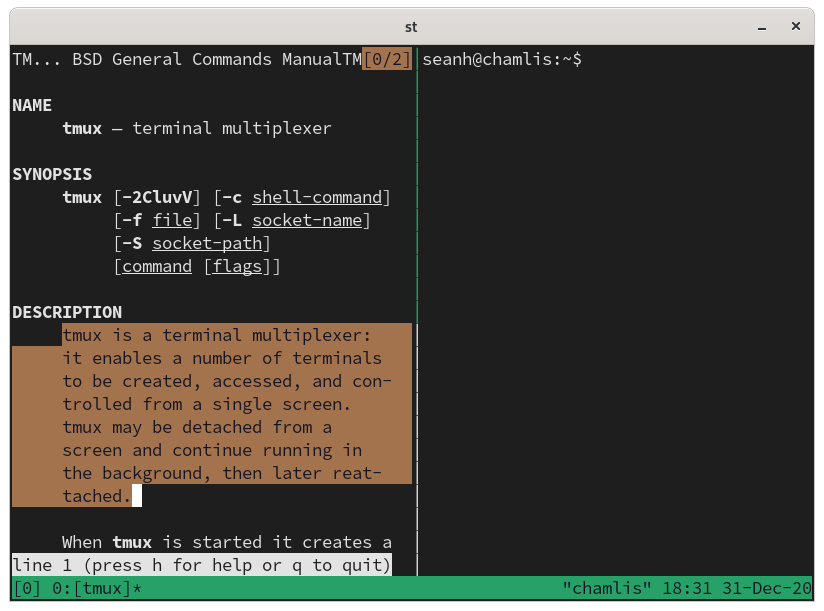 st
TM... BSD General Commands ManualTM[0/2]
NAME
tmux — terminal multiplexer
SYNOPSIS
tmux [-2CluvV] [-c shell-command]
[-f file] [-L socket-name]
[-S socket-path]
[command [flags]]
DESCRIPTION
tmux is a terminal multiplexer:
it enables a number of terminals
to be created, accessed, and con-
trolled from a single screen.
tmux may be detached from a
screen and continue running in
the background, then later reat-
tached.
When tmux is started it creates a
line 1 (press h for help or q to quit)
seanh@chamlis:~$
[0] 0:[tmux]* "chamlis" 18:31 31-Dec-20